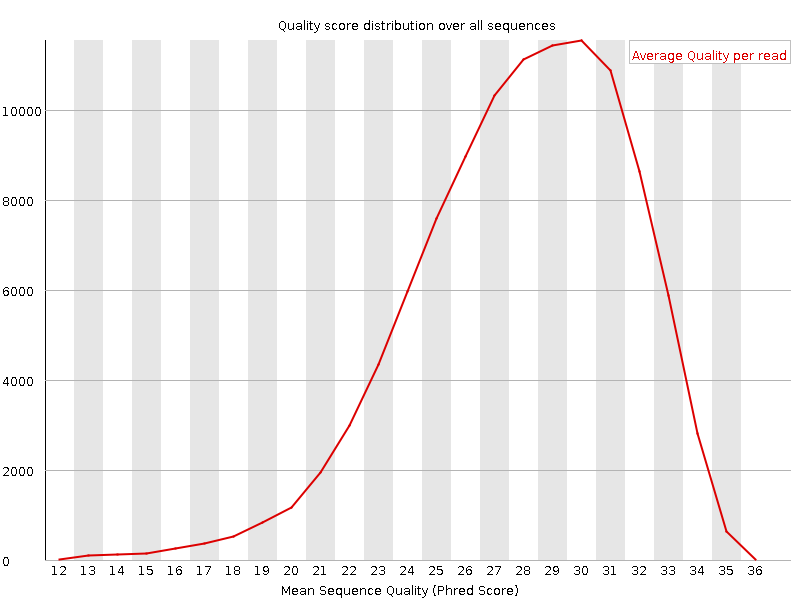 Quality score distribution over all sequences
Average Quality per read
10000
8000
6000
4000
2000
0
12 13 14 15 16 17 18 19 20 21 22 23 24 25 26 27 28 29 30 31 32 33 34 35 36
Mean Sequence Quality (Phred Score)